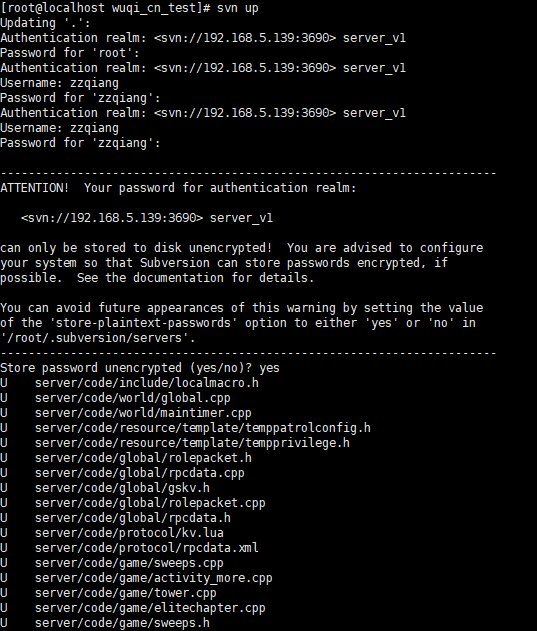 [root@localhost wuqi_cn_test]# svn up
Updating '.':
Authentication realm: <svn://192.168.5.139:3690> server_v1
Password for 'root':
Authentication realm: <svn://192.168.5.139:3690> server_v1
Username: zzqiang
Password for 'zzqiang':
Authentication realm: <svn://192.168.5.139:3690> server_v1
Username: zzqiang
Password for 'zzqiang':
-----------------------------------------------------------------------
ATTENTION!  Your password for authentication realm:
   <svn://192.168.5.139:3690> server_v1
can only be stored to disk unencrypted!  You are advised to configure
your system so that Subversion can store passwords encrypted, if
possible.  See the documentation for details.
You can avoid future appearances of this warning by setting the value
of the 'store-plaintext-passwords' option to either 'yes' or 'no' in
'/root/.subversion/servers'.
-----------------------------------------------------------------------
Store password unencrypted (yes/no)? yes
U    server/code/include/localmacro.h
U    server/code/world/global.cpp
U    server/code/world/maintimer.cpp
U    server/code/resource/template/temppatrolconfig.h
U    server/code/resource/template/tempprivilege.h
U    server/code/global/rolepacket.h
U    server/code/global/rpcdata.cpp
U    server/code/global/gskv.h
U    server/code/global/rolepacket.cpp
U    server/code/global/rpcdata.h
U    server/code/protocol/kv.lua
U    server/code/protocol/rpcdata.xml
U    server/code/game/sweeps.cpp
U    server/code/game/activity_more.cpp
U    server/code/game/tower.cpp
U    server/code/game/elitechapter.cpp
U    server/code/game/sweeps.h